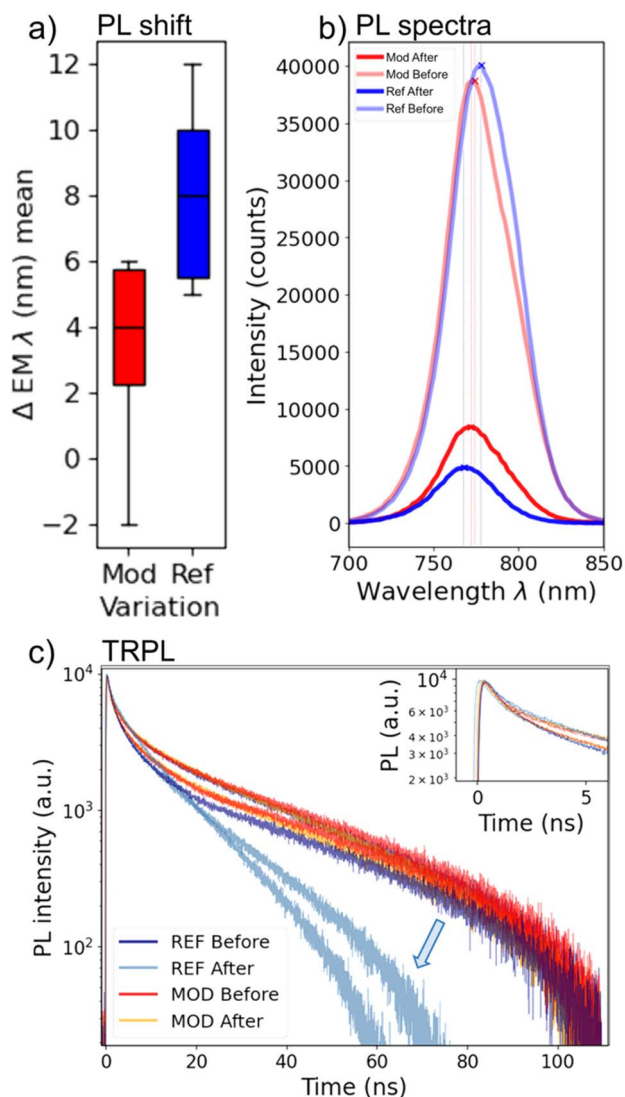 a) PL shift
12
10
8
6
4
2
0
−2
Δ EM λ (nm) mean
Mod Ref
Variation
b) PL spectra
40000
35000
30000
25000
20000
15000
10000
5000
0
Intensity (counts)
Mod After
Mod Before
Ref After
Ref Before
700 750 800 850
Wavelength λ (nm)
c) TRPL
10⁴
10³
10²
PL intensity (a.u.)
REF Before
REF After
MOD Before
MOD After
0 20 40 60 80 100
Time (ns)
10⁴
6 × 10³
4 × 10³
3 × 10³
2 × 10³
PL (a.u.)
0 5
Time (ns)